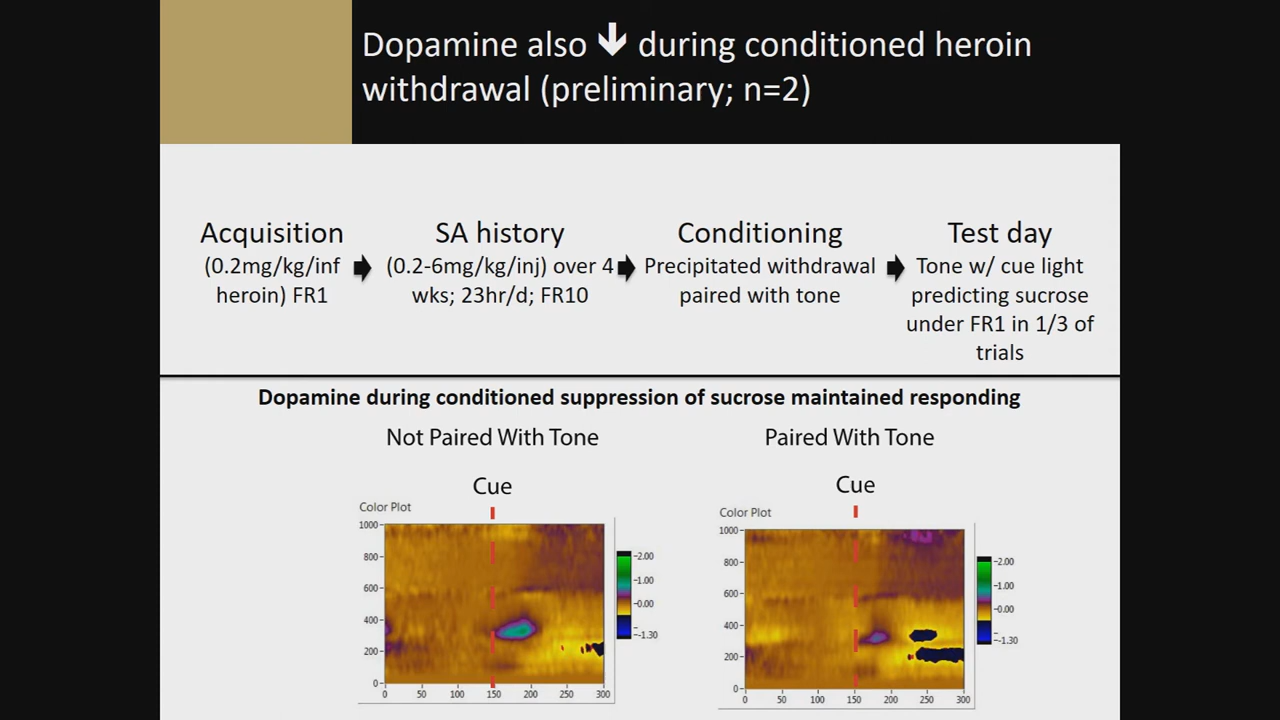 Dopamine also ↓ during conditioned heroin
withdrawal (preliminary; n=2)
Acquisition
(0.2mg/kg/inf
heroin) FR1
SA history
(0.2-6mg/kg/inj) over 4
wks; 23hr/d; FR10
Conditioning
Precipitated withdrawal
paired with tone
Test day
Tone w/ cue light
predicting sucrose
under FR1 in 1/3 of
trials
Dopamine during conditioned suppression of sucrose maintained responding
Not Paired With Tone
Cue
Color Plot
1000
800
600
400
200
0
0 50 100 150 200 250 300
2.00
1.00
0.00
-1.30
Paired With Tone
Cue
Color Plot
1000
800
600
400
200
0
0 50 100 150 200 250 300
2.00
1.00
0.00
-1.30